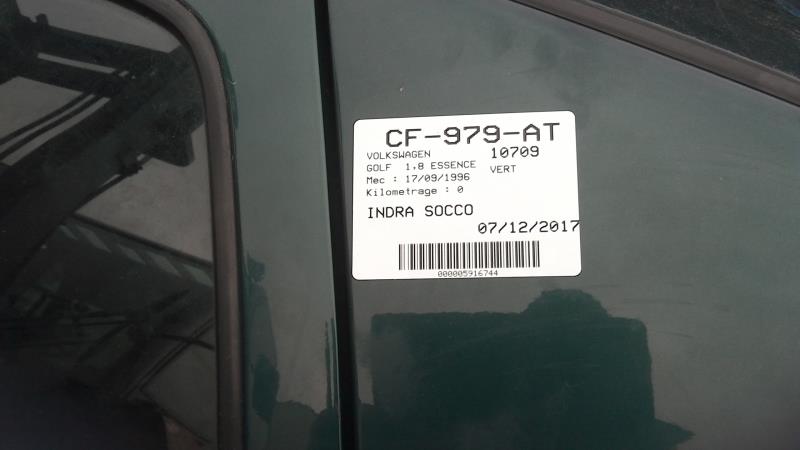 CF-979-AT
VOLKSWAGEN 10709
GOLF 1,8 ESSENCE VERT
Mec : 17/09/1996
Kilometrage : 0
INDRA SOCCO
07/12/2017
000005916744